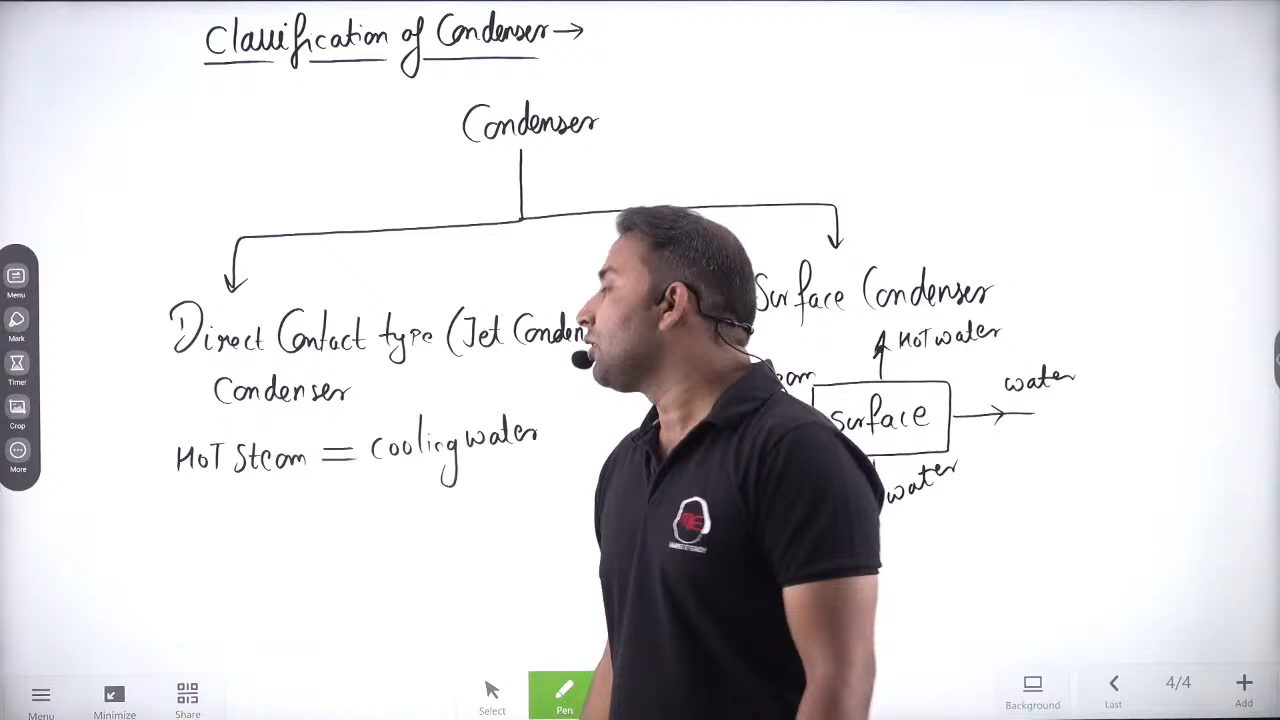 Classification of Condenser →
Condenser
Direct Contact type (Jet Conden
Condenser
HOT Steam = cooling water
Surface Condenser
HOT water
water
Surface
water
Menu
Mark
Timer
Crop
More
Menu
Minimize
Share
Select
Pen
Background
Last
4/4
Add